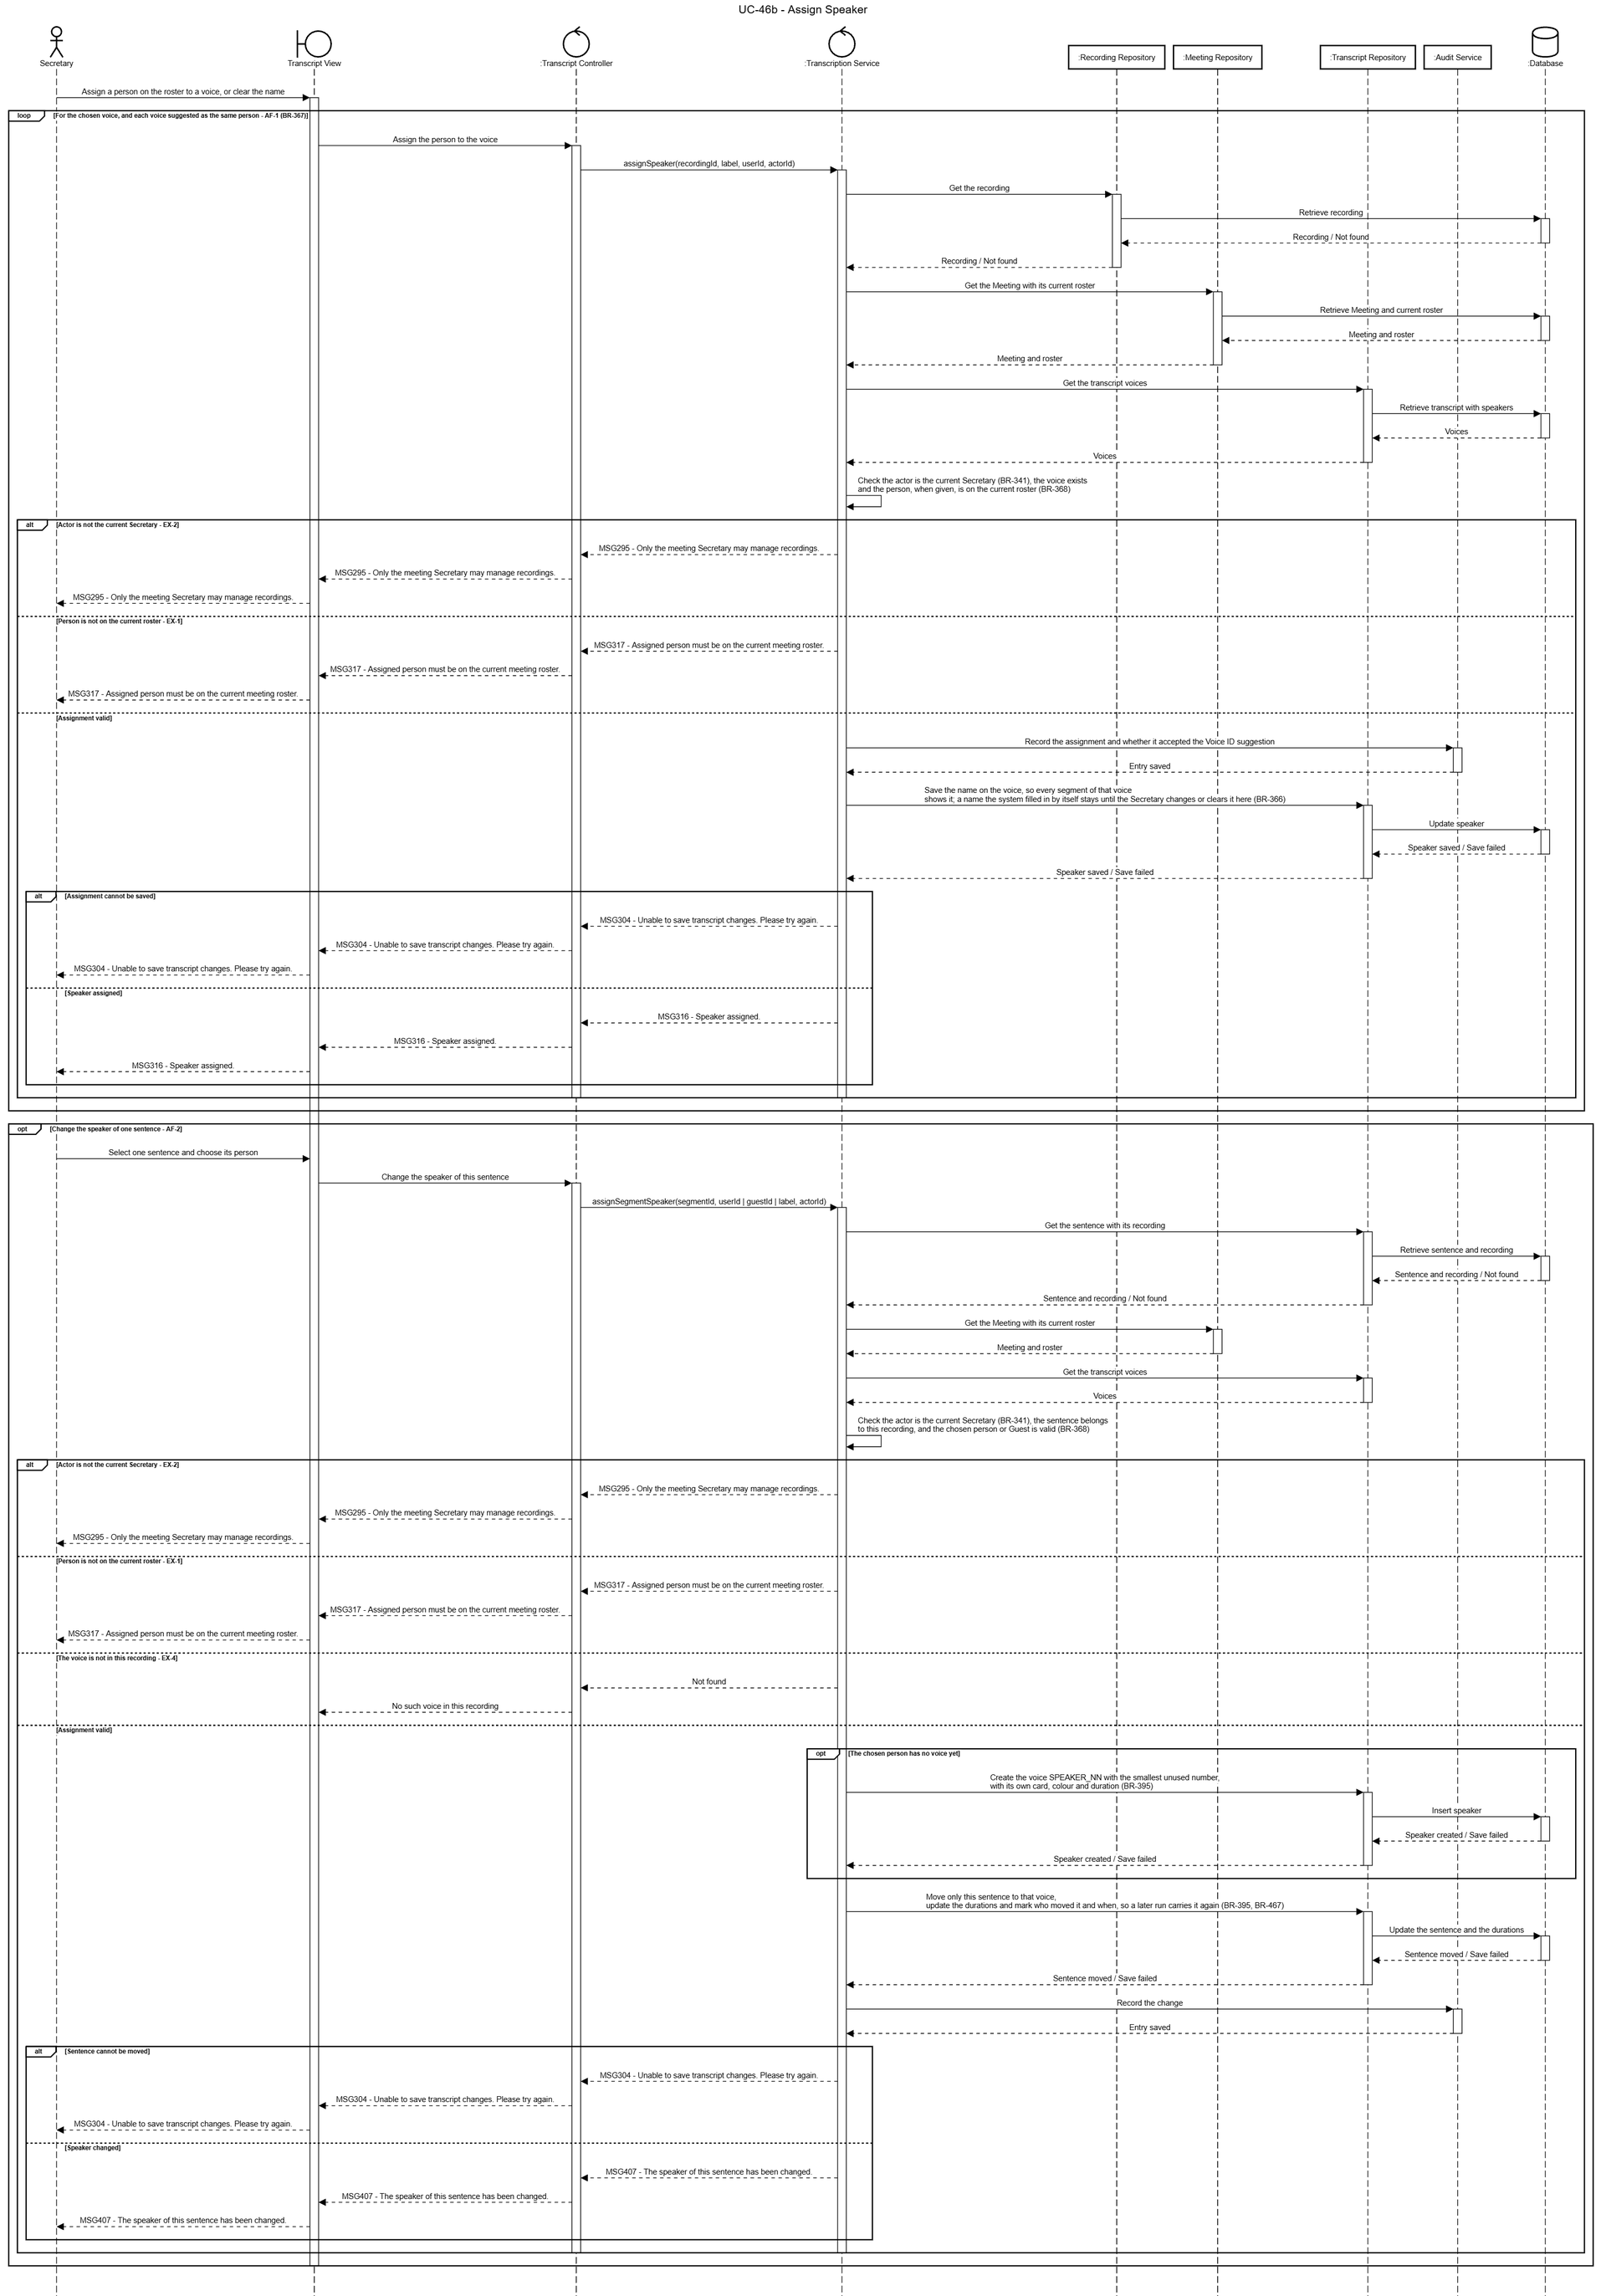 UC-46b - Assign Speaker
Secretary
Transcript View
:Transcript Controller
:Transcription Service
:Recording Repository
:Meeting Repository
:Transcript Repository
:Audit Service
:Database
Assign a person on the roster to a voice, or clear the name
loop
[For the chosen voice, and each voice suggested as the same person - AF-1 (BR-367)]
Assign the person to the voice
assignSpeaker(recordingId, label, userId, actorId)
Get the recording
Retrieve recording
Recording / Not found
Recording / Not found
Get the Meeting with its current roster
Retrieve Meeting and current roster
Meeting and roster
Meeting and roster
Get the transcript voices
Retrieve transcript with speakers
Voices
Voices
Check the actor is the current Secretary (BR-341), the voice exists
and the person, when given, is on the current roster (BR-368)
alt
[Actor is not the current Secretary - EX-2]
MSG295 - Only the meeting Secretary may manage recordings.
MSG295 - Only the meeting Secretary may manage recordings.
MSG295 - Only the meeting Secretary may manage recordings.
[Person is not on the current roster - EX-1]
MSG317 - Assigned person must be on the current meeting roster.
MSG317 - Assigned person must be on the current meeting roster.
MSG317 - Assigned person must be on the current meeting roster.
[Assignment valid]
Record the assignment and whether it accepted the Voice ID suggestion
Entry saved
Save the name on the voice, so every segment of that voice
shows it; a name the system filled in by itself stays until the Secretary changes or clears it here (BR-366)
Update speaker
Speaker saved / Save failed
Speaker saved / Save failed
alt
[Assignment cannot be saved]
MSG304 - Unable to save transcript changes. Please try again.
MSG304 - Unable to save transcript changes. Please try again.
MSG304 - Unable to save transcript changes. Please try again.
[Speaker assigned]
MSG316 - Speaker assigned.
MSG316 - Speaker assigned.
MSG316 - Speaker assigned.
opt
[Change the speaker of one sentence - AF-2]
Select one sentence and choose its person
Change the speaker of this sentence
assignSegmentSpeaker(segmentId, userId | guestId | label, actorId)
Get the sentence with its recording
Retrieve sentence and recording
Sentence and recording / Not found
Sentence and recording / Not found
Get the Meeting with its current roster
Meeting and roster
Get the transcript voices
Voices
Check the actor is the current Secretary (BR-341), the sentence belongs
to this recording, and the chosen person or Guest is valid (BR-368)
alt
[Actor is not the current Secretary - EX-2]
MSG295 - Only the meeting Secretary may manage recordings.
MSG295 - Only the meeting Secretary may manage recordings.
MSG295 - Only the meeting Secretary may manage recordings.
[Person is not on the current roster - EX-1]
MSG317 - Assigned person must be on the current meeting roster.
MSG317 - Assigned person must be on the current meeting roster.
MSG317 - Assigned person must be on the current meeting roster.
[The voice is not in this recording - EX-4]
Not found
No such voice in this recording
[Assignment valid]
opt
[The chosen person has no voice yet]
Create the voice SPEAKER_NN with the smallest unused number,
with its own card, colour and duration (BR-395)
Insert speaker
Speaker created / Save failed
Speaker created / Save failed
Move only this sentence to that voice,
update the durations and mark who moved it and when, so a later run carries it again (BR-395, BR-467)
Update the sentence and the durations
Sentence moved / Save failed
Sentence moved / Save failed
Record the change
Entry saved
alt
[Sentence cannot be moved]
MSG304 - Unable to save transcript changes. Please try again.
MSG304 - Unable to save transcript changes. Please try again.
MSG304 - Unable to save transcript changes. Please try again.
[Speaker changed]
MSG407 - The speaker of this sentence has been changed.
MSG407 - The speaker of this sentence has been changed.
MSG407 - The speaker of this sentence has been changed.